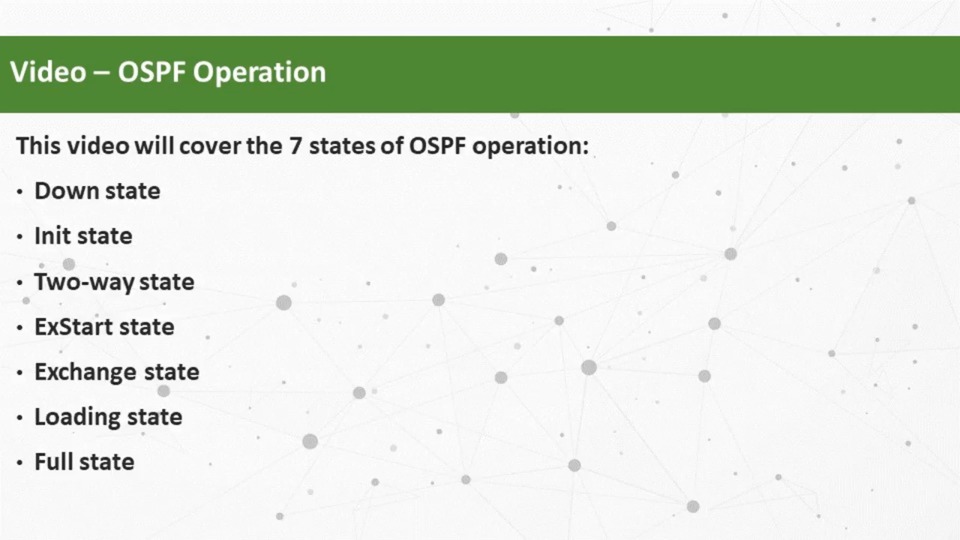 Video – OSPF Operation
This video will cover the 7 states of OSPF operation:
• Down state
• Init state
• Two-way state
• ExStart state
• Exchange state
• Loading state
• Full state